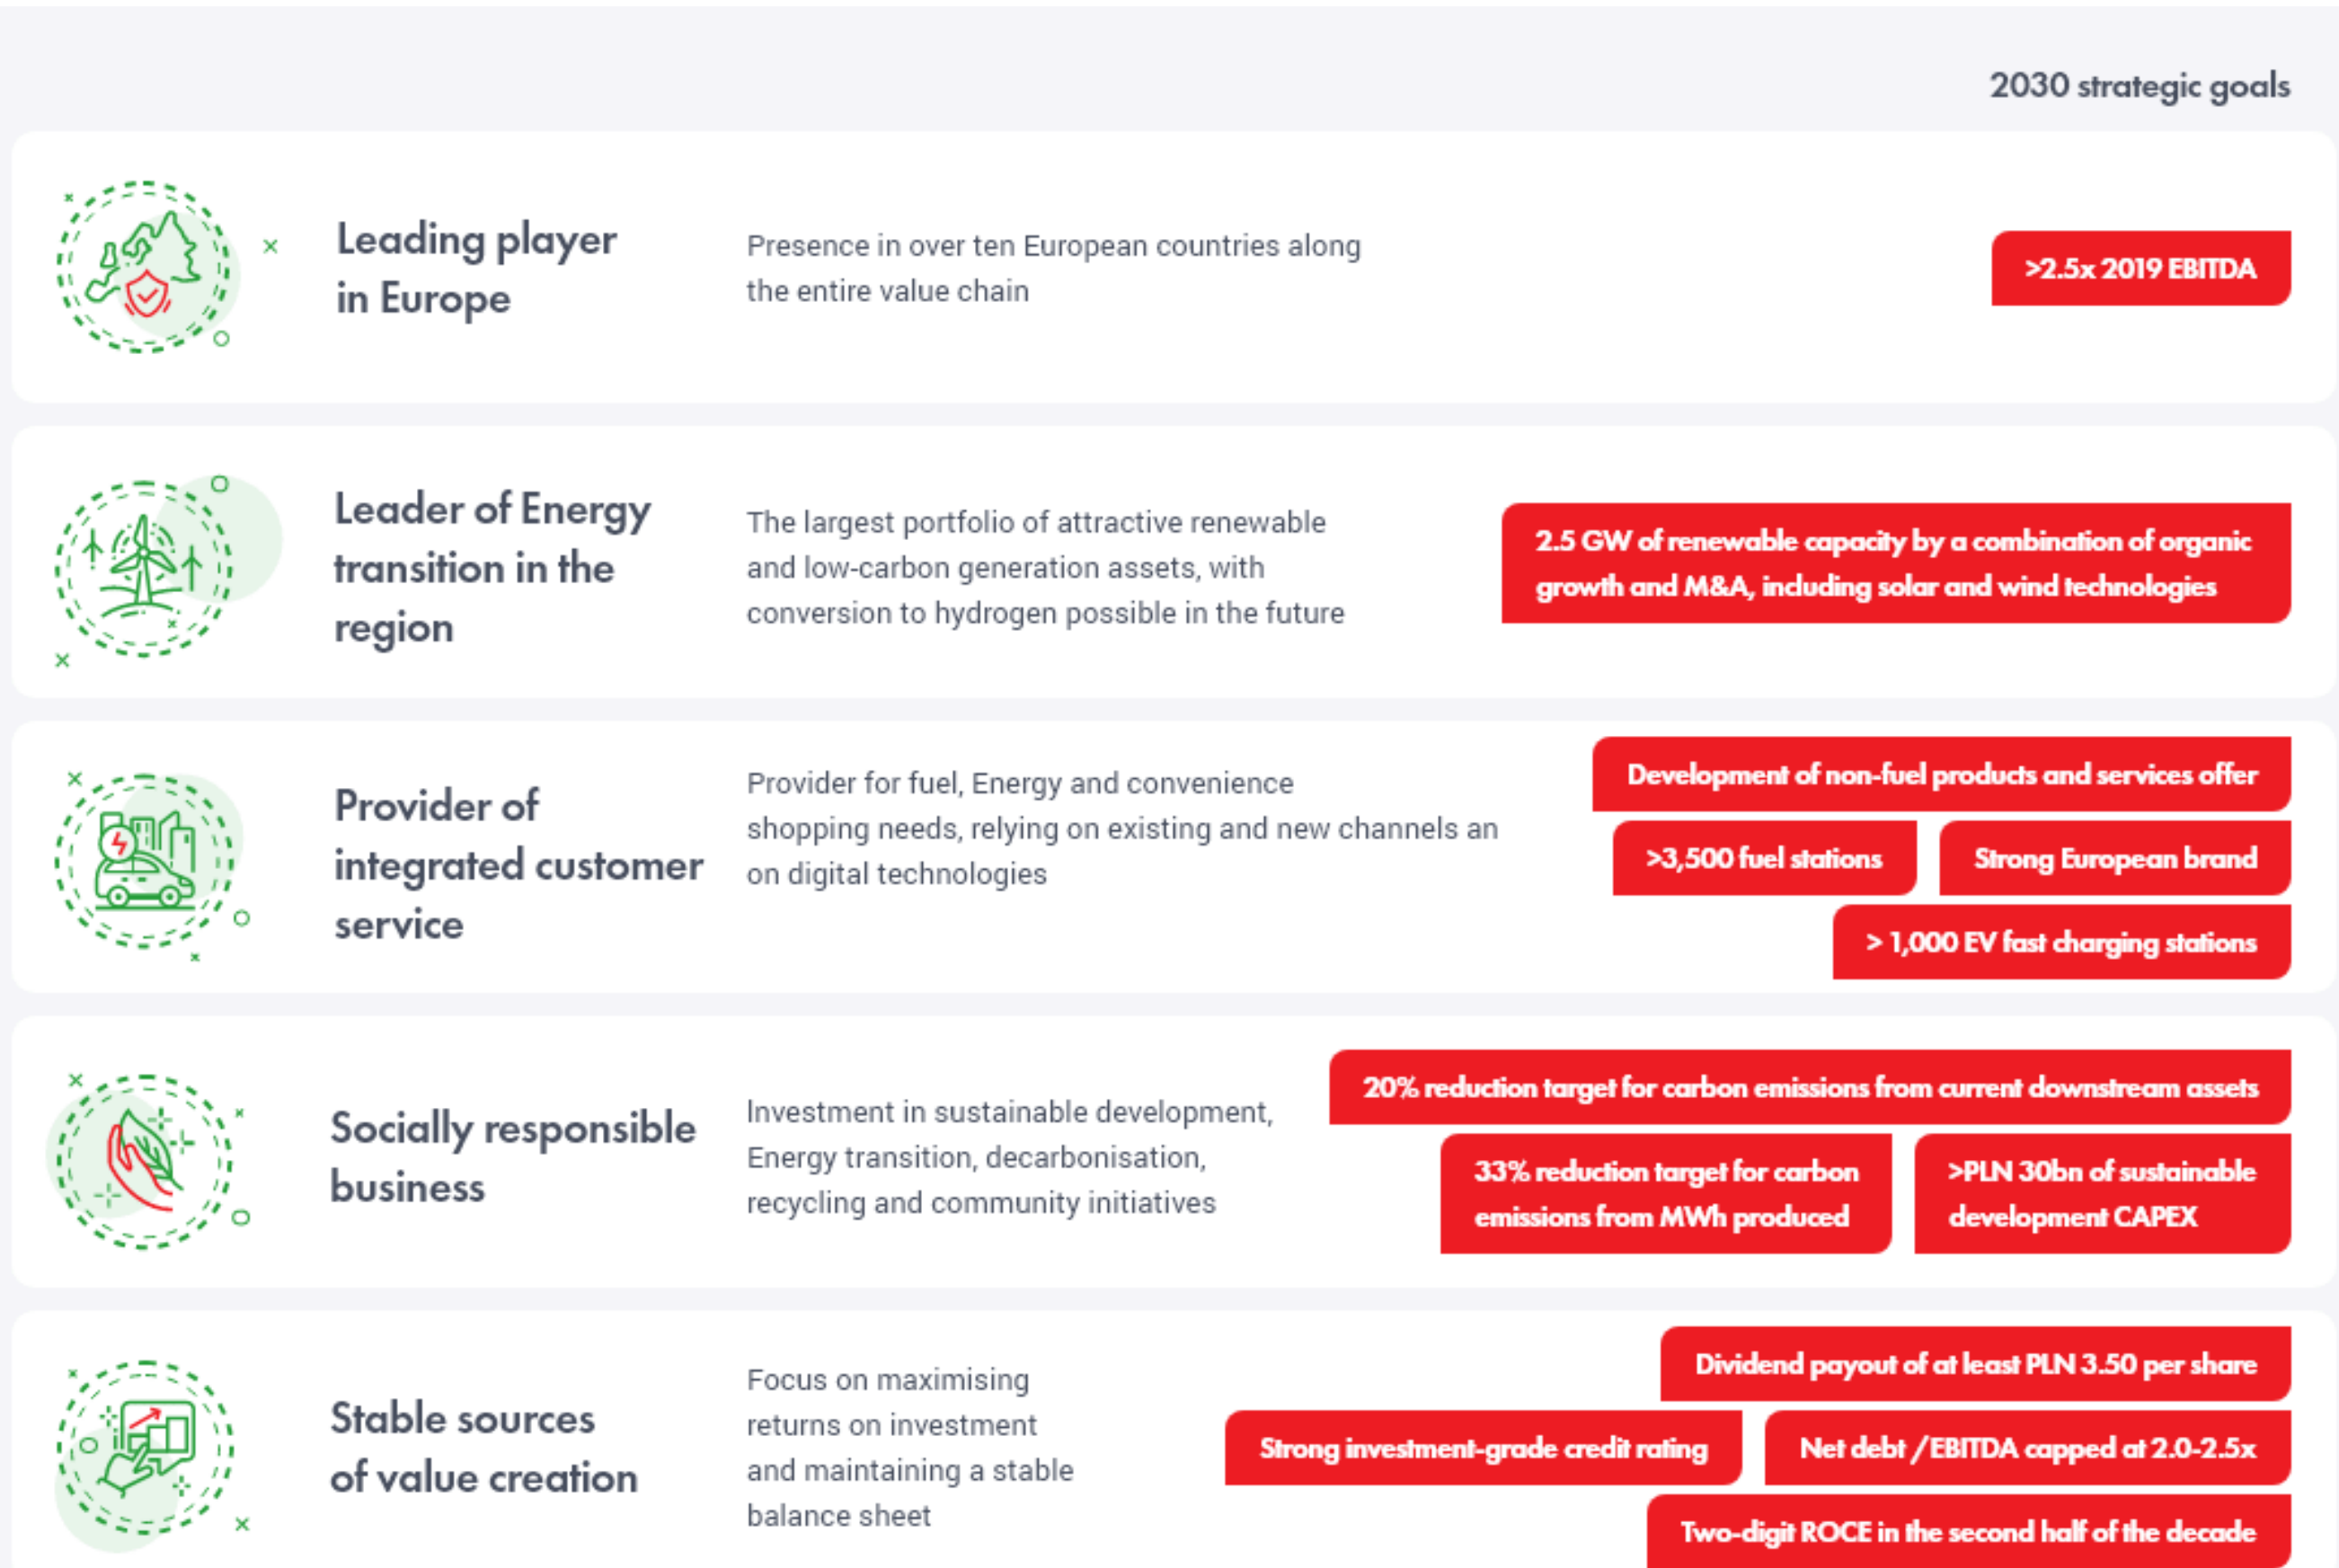 2030 strategic goals
Leading player
in Europe
Presence in over ten European countries along
the entire value chain
>2.5x 2019 EBITDA
Leader of Energy
transition in the
region
The largest portfolio of attractive renewable
and low-carbon generation assets, with
conversion to hydrogen possible in the future
2.5 GW of renewable capacity by a combination of organic
growth and M&A, including solar and wind technologies
Provider of
integrated customer
service
Provider for fuel, Energy and convenience
shopping needs, relying on existing and new channels an
on digital technologies
Development of non-fuel products and services offer
>3,500 fuel stations
Strong European brand
> 1,000 EV fast charging stations
Socially responsible
business
Investment in sustainable development,
Energy transition, decarbonisation,
recycling and community initiatives
20% reduction target for carbon emissions from current downstream assets
33% reduction target for carbon
emissions from MWh produced
>PLN 30bn of sustainable
development CAPEX
Stable sources
of value creation
Focus on maximising
returns on investment
and maintaining a stable
balance sheet
Dividend payout of at least PLN 3.50 per share
Strong investment-grade credit rating
Net debt /EBITDA capped at 2.0-2.5x
Two-digit ROCE in the second half of the decade